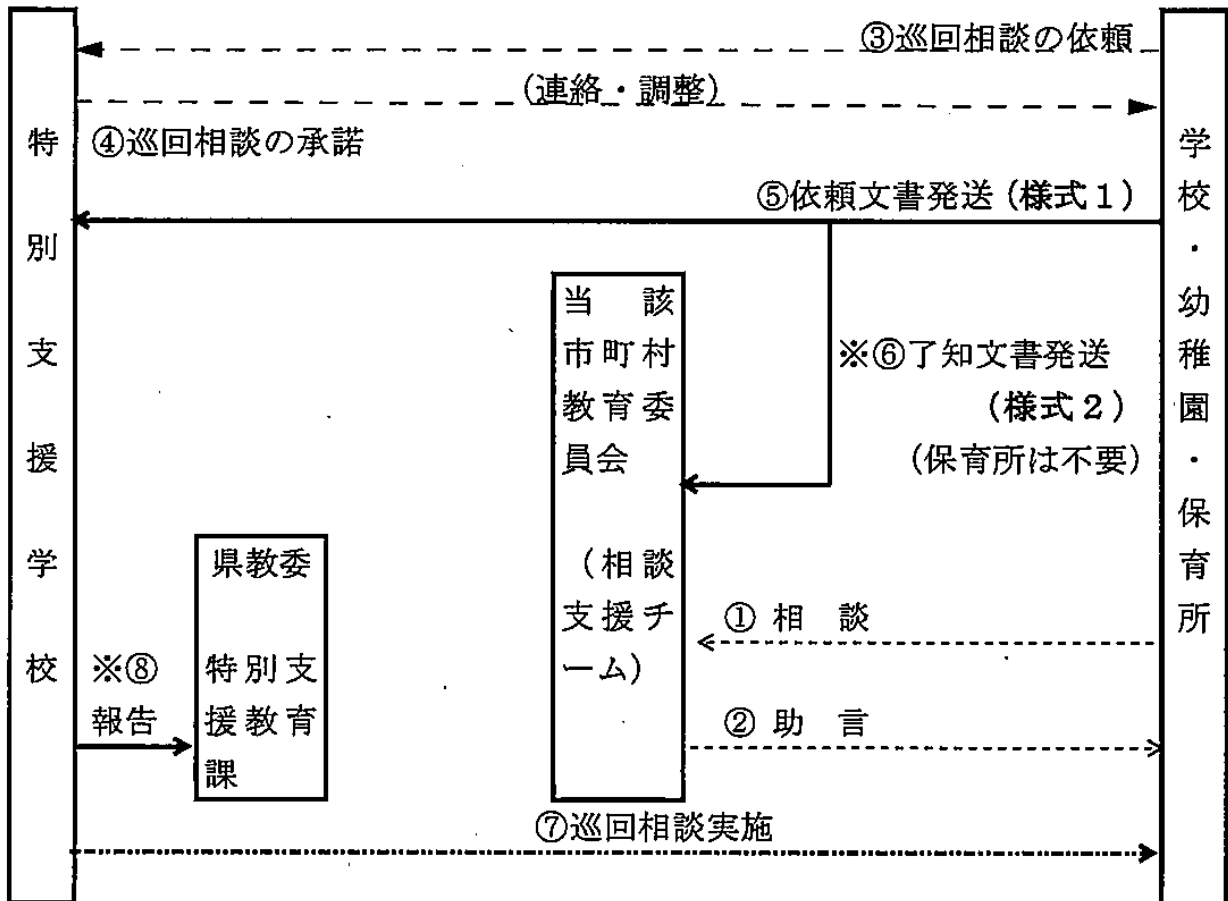 ③巡回相談の依頼
(連絡・調整)
④巡回相談の承諾
⑤依頼文書発送(様式1)
特別支援学校
当該
市町村
教育委
員会
(相談
支援チ
ーム)
※⑥了知文書発送
(様式2)
(保育所は不要)
学校・幼稚園・保育所
県教委
特別支
援教育
課
※⑧
報告
① 相 談
② 助 言
⑦巡回相談実施